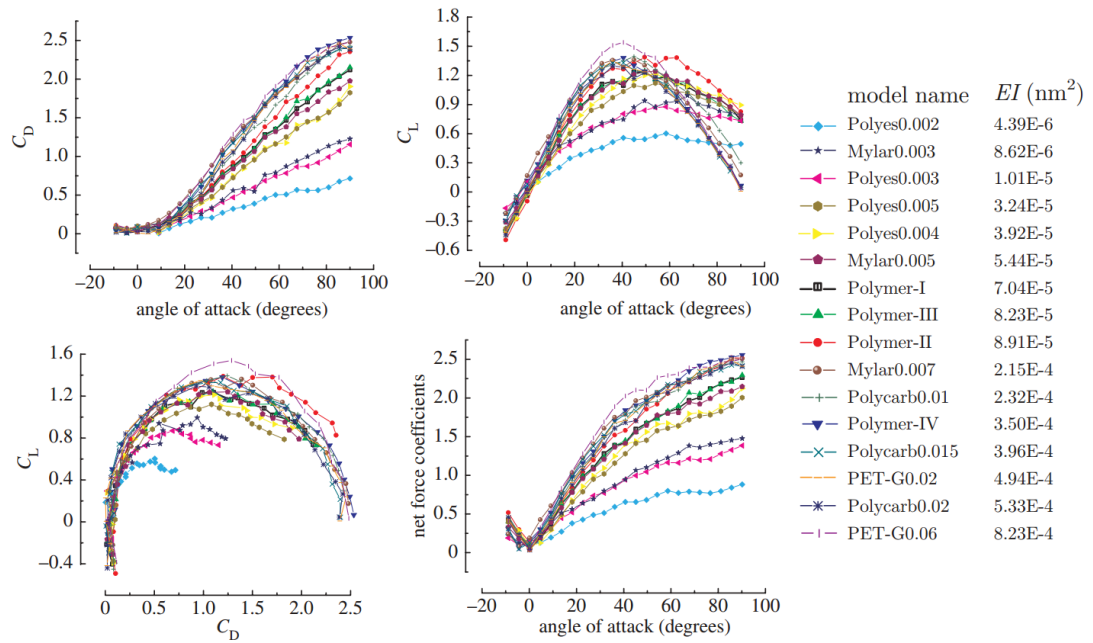 2.5
2.0
1.5
1.0
0.5
0
C_D
−20 0 20 40 60 80 100
angle of attack (degrees)
1.8
1.5
1.2
0.9
0.6
0.3
0
−0.3
−0.6
C_L
−20 0 20 40 60 80 100
angle of attack (degrees)
1.6
1.2
0.8
0.4
0
−0.4
C_L
0 0.5 1.0 1.5 2.0 2.5
C_D
2.5
2.0
1.5
1.0
0.5
0
net force coefficients
−20 0 20 40 60 80 100
angle of attack (degrees)
model name EI (nm²)
Polyes0.002 4.39E-6
Mylar0.003 8.62E-6
Polyes0.003 1.01E-5
Polyes0.005 3.24E-5
Polyes0.004 3.92E-5
Mylar0.005 5.44E-5
Polymer-I 7.04E-5
Polymer-III 8.23E-5
Polymer-II 8.91E-5
Mylar0.007 2.15E-4
Polycarb0.01 2.32E-4
Polymer-IV 3.50E-4
Polycarb0.015 3.96E-4
PET-G0.02 4.94E-4
Polycarb0.02 5.33E-4
PET-G0.06 8.23E-4